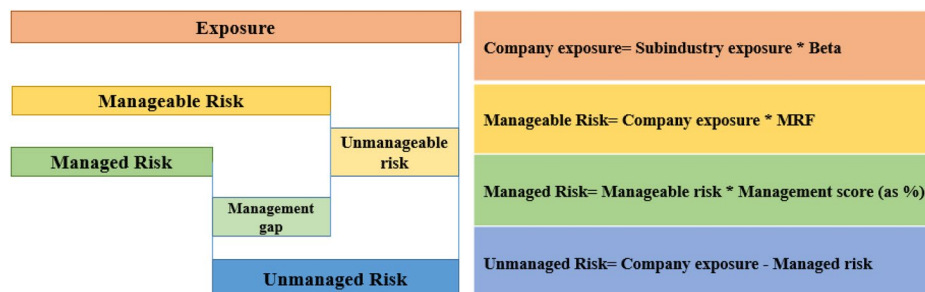 Exposure
Manageable Risk
Unmanageable
risk
Managed Risk
Management
gap
Unmanaged Risk
Company exposure= Subindustry exposure * Beta
Manageable Risk= Company exposure * MRF
Managed Risk= Manageable risk * Management score (as %)
Unmanaged Risk= Company exposure - Managed risk